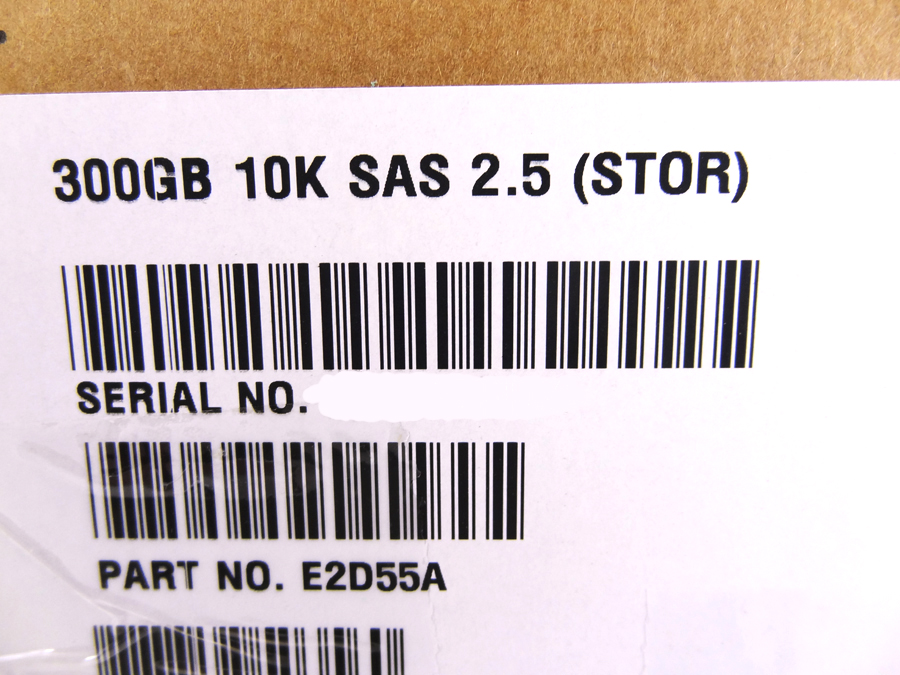 300GB 10K SAS 2.5 (STOR)
SERIAL NO.
PART NO. E2D55A